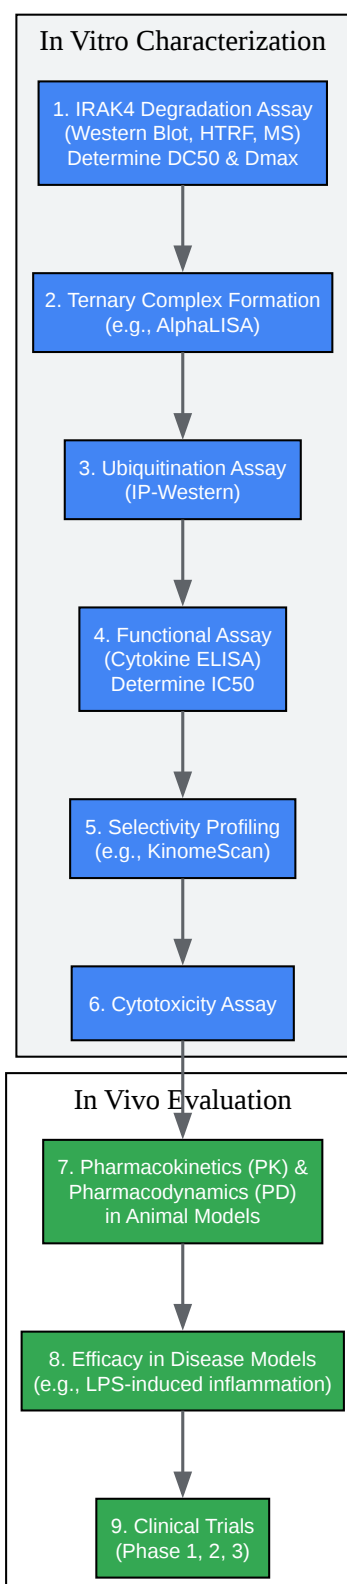 In Vitro Characterization
1. IRAK4 Degradation Assay
(Western Blot, HTRF, MS)
Determine DC50 & Dmax
2. Ternary Complex Formation
(e.g., AlphaLISA)
3. Ubiquitination Assay
(IP-Western)
4. Functional Assay
(Cytokine ELISA)
Determine IC50
5. Selectivity Profiling
(e.g., KinomeScan)
6. Cytotoxicity Assay
In Vivo Evaluation
7. Pharmacokinetics (PK) &
Pharmacodynamics (PD)
in Animal Models
8. Efficacy in Disease Models
(e.g., LPS-induced inflammation)
9. Clinical Trials
(Phase 1, 2, 3)